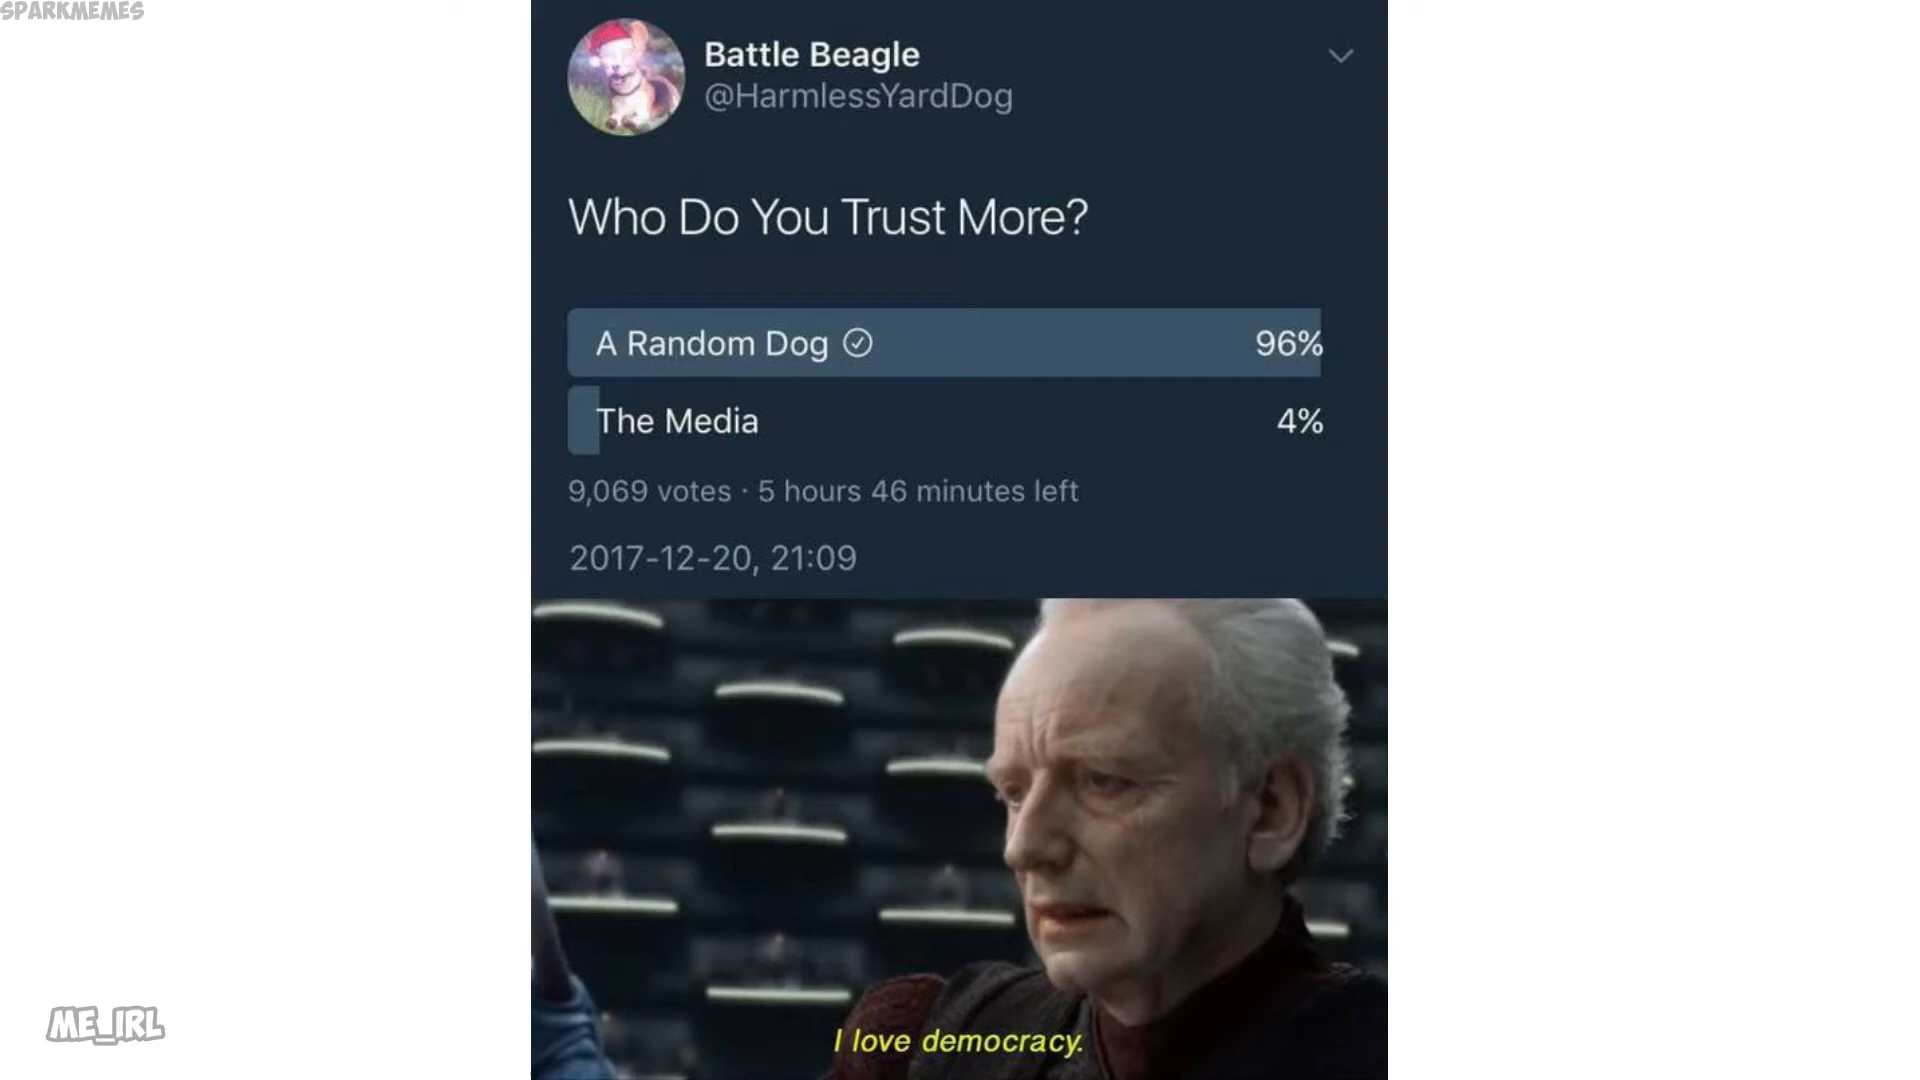 SPARKMEMES
Battle Beagle
@HarmlessYardDog
Who Do You Trust More?
A Random Dog 96%
The Media 4%
9,069 votes · 5 hours 46 minutes left
2017-12-20, 21:09
I love democracy.
ME_IRL